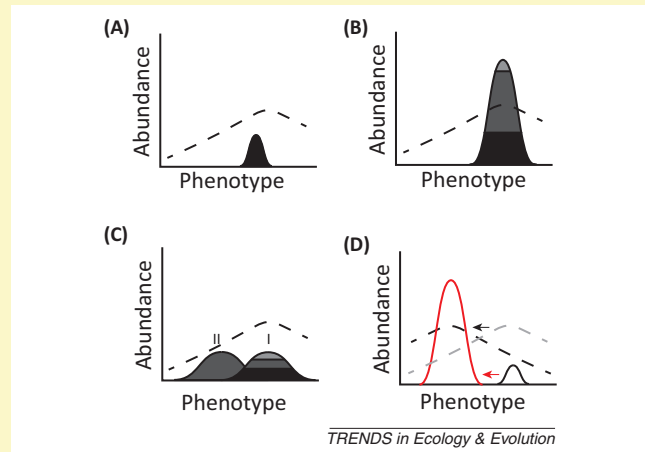 (A)
Abundance
Phenotype
(B)
Abundance
Phenotype
(C)
Abundance
II
I
Phenotype
(D)
Abundance
Phenotype
TRENDS in Ecology & Evolution